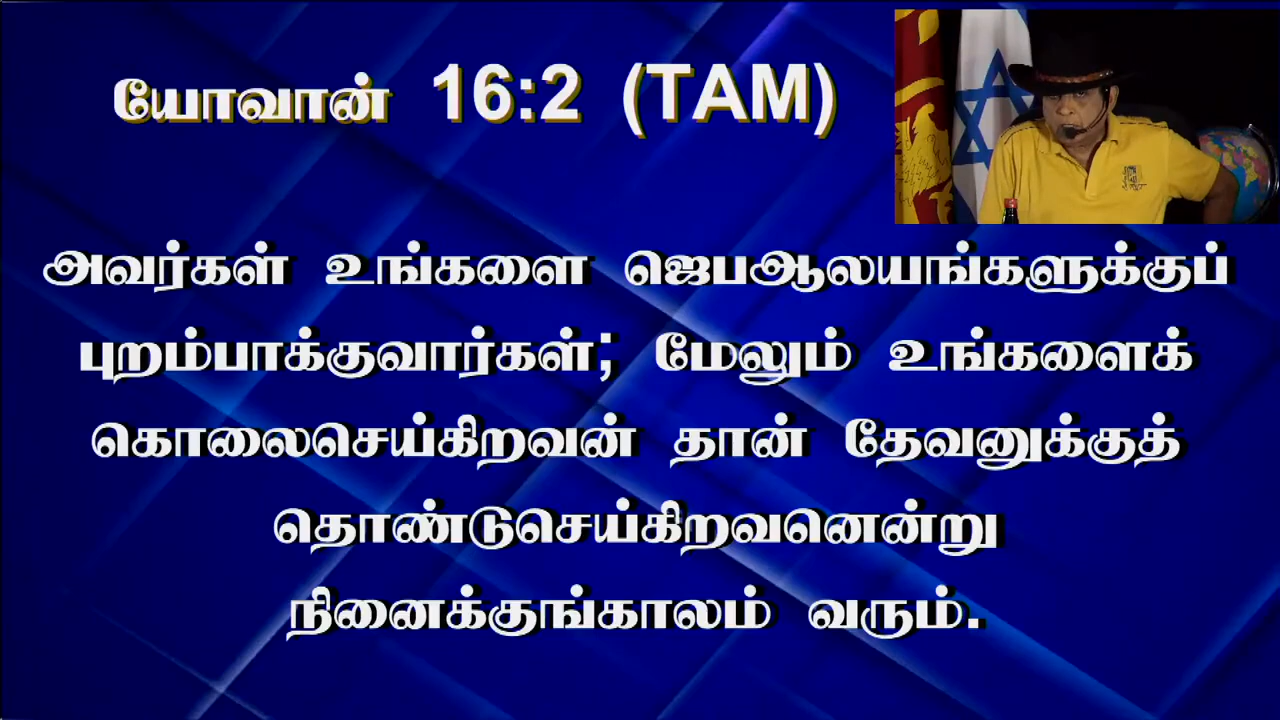 யோவான் 16:2 (TAM)
அவர்கள் உங்களை ஜெபஆலயங்களுக்குப்
புறம்பாக்குவார்கள்; மேலும் உங்களைக்
கொலைசெய்கிறவன் தான் தேவனுக்குத்
தொண்டுசெய்கிறவனென்று
நினைக்குங்காலம் வரும்.